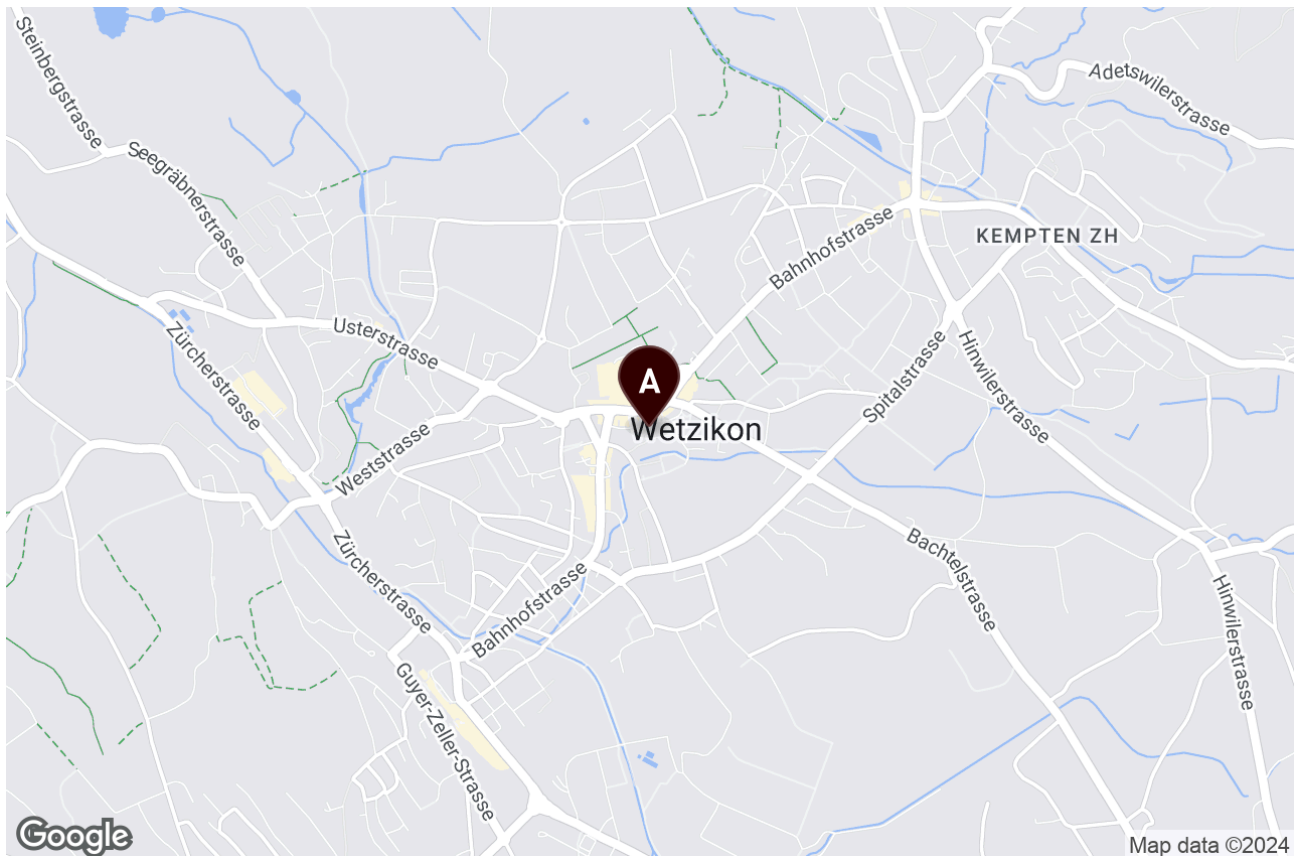 Steinbergstrasse
Adetswilerstrasse
Seegräbnerstrasse
Bahnhofstrasse
KEMPTEN ZH
Usterstrasse
Zürcherstrasse
A
Wetzikon
Spitalstrasse
Hinwilerstrasse
Weststrasse
Zürcherstrasse
Bahnhofstrasse
Bachtelstrasse
Hinwilerstrasse
Guyer-Zeller-Strasse
Google
Map data ©2024